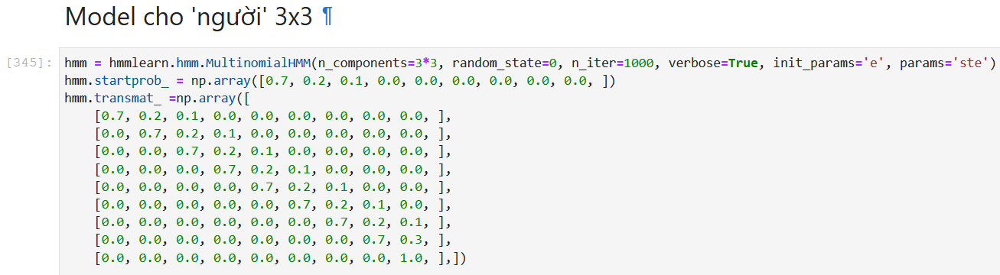 Model cho 'người' 3x3 ¶
[345]: hmm = hmmlearn.hmm.MultinomialHMM(n_components=3*3, random_state=0, n_iter=1000, verbose=True, init_params='e', params='ste')
hmm.startprob_ = np.array([0.7, 0.2, 0.1, 0.0, 0.0, 0.0, 0.0, 0.0, 0.0, ])
hmm.transmat_ =np.array([
    [0.7, 0.2, 0.1, 0.0, 0.0, 0.0, 0.0, 0.0, 0.0, ],
    [0.0, 0.7, 0.2, 0.1, 0.0, 0.0, 0.0, 0.0, 0.0, ],
    [0.0, 0.0, 0.7, 0.2, 0.1, 0.0, 0.0, 0.0, 0.0, ],
    [0.0, 0.0, 0.0, 0.7, 0.2, 0.1, 0.0, 0.0, 0.0, ],
    [0.0, 0.0, 0.0, 0.0, 0.7, 0.2, 0.1, 0.0, 0.0, ],
    [0.0, 0.0, 0.0, 0.0, 0.0, 0.7, 0.2, 0.1, 0.0, ],
    [0.0, 0.0, 0.0, 0.0, 0.0, 0.0, 0.7, 0.2, 0.1, ],
    [0.0, 0.0, 0.0, 0.0, 0.0, 0.0, 0.0, 0.7, 0.3, ],
    [0.0, 0.0, 0.0, 0.0, 0.0, 0.0, 0.0, 0.0, 1.0, ],])